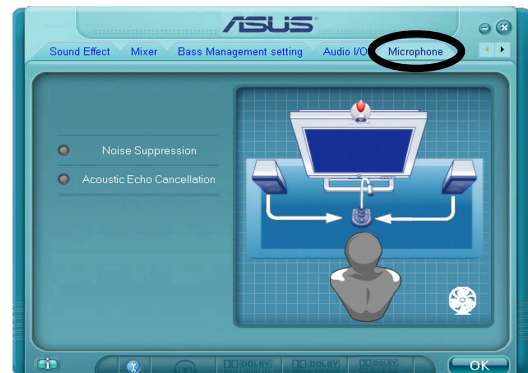 ASUS
Sound Effect Mixer Bass Management setting Audio I/O Microphone
Noise Suppression
Acoustic Echo Cancellation
DOLBY DOLBY DOLBY
OK